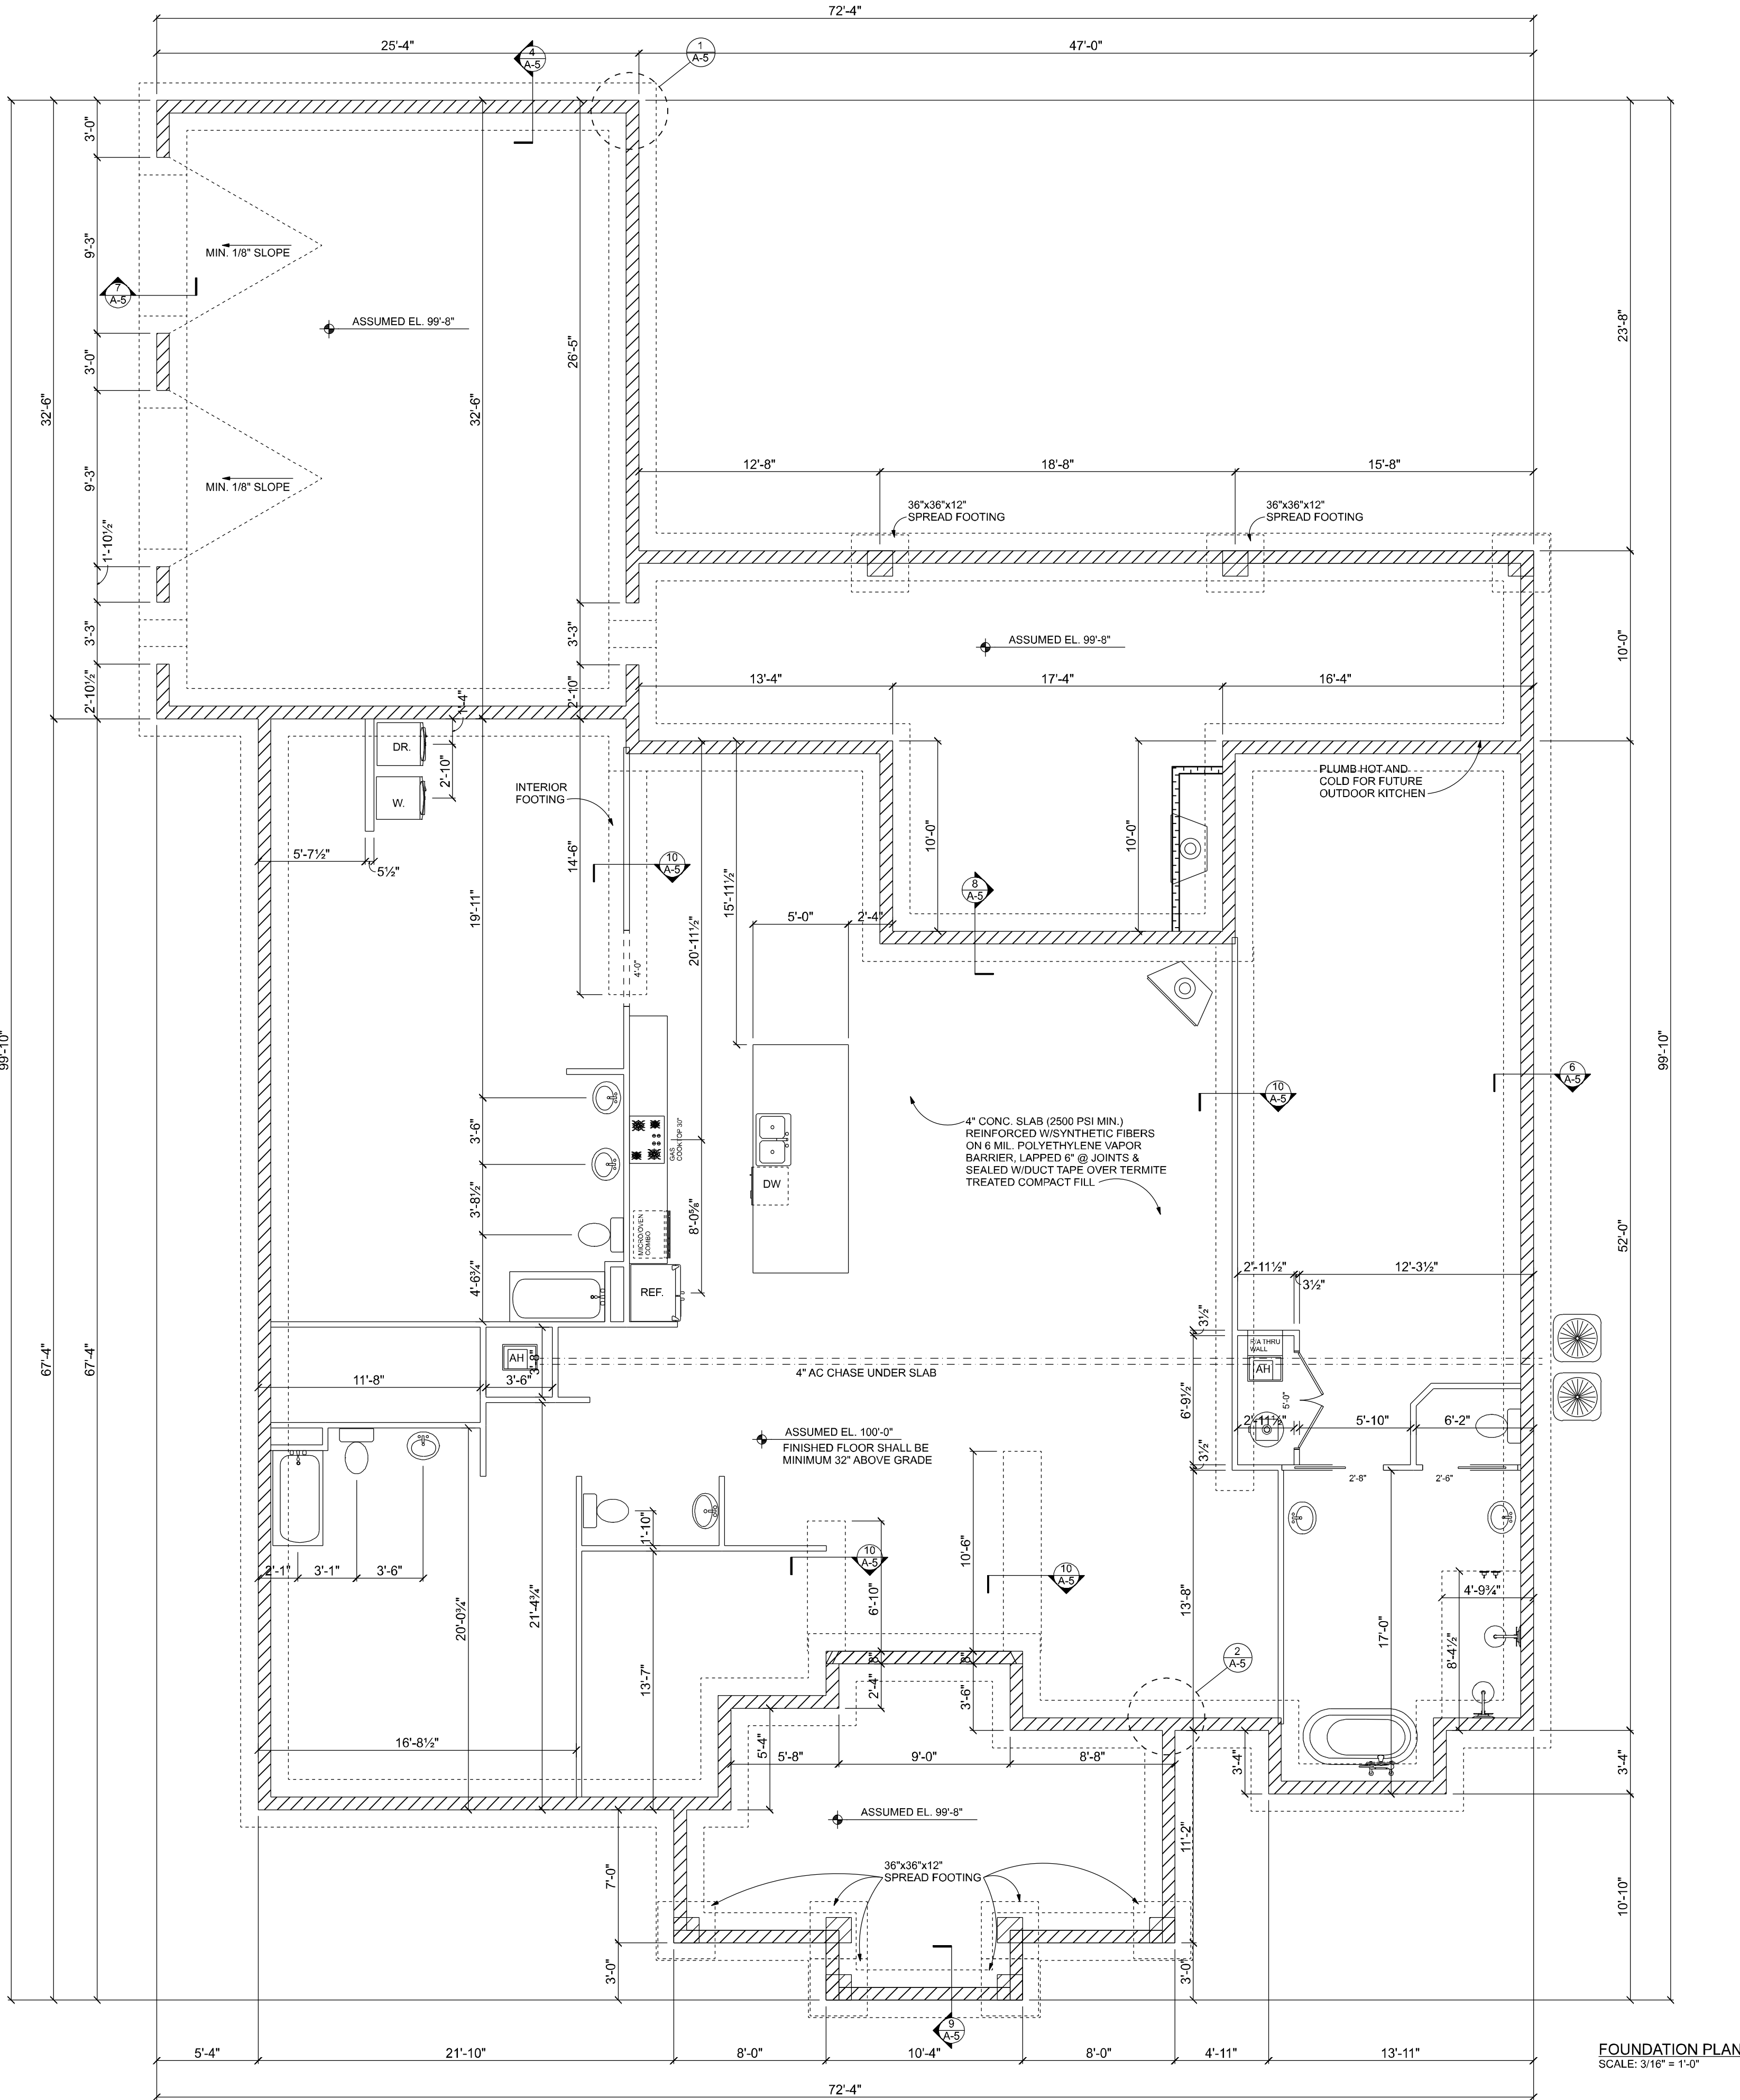 72'-4"
25'-4"
47'-0"
4
A-5
1
A-5
3'-0"
9'-3"
MIN. 1/8" SLOPE
7
A-5
ASSUMED EL. 99'-8"
3'-0"
26'-5"
23'-8"
32'-6"
32'-6"
9'-3"
MIN. 1/8" SLOPE
12'-8"
18'-8"
15'-8"
36"x36"x12"
SPREAD FOOTING
36"x36"x12"
SPREAD FOOTING
1'-10½"
3'-3"
3'-3"
ASSUMED EL. 99'-8"
10'-0"
2'-10½"
2'-10"
1'-4"
13'-4"
17'-4"
16'-4"
DR.
2'-10"
W.
INTERIOR
FOOTING
PLUMB HOT AND
COLD FOR FUTURE
OUTDOOR KITCHEN
5'-7½"
5½"
14'-6"
10
A-5
10'-0"
10'-0"
8
A-5
19'-11"
15'-11½"
5'-0"
2'-4"
20'-11½"
4'-0"
99'-10"
99'-10"
6
A-5
10
A-5
3'-6"
GAS
COOKTOP 30"
4" CONC. SLAB (2500 PSI MIN.)
REINFORCED W/SYNTHETIC FIBERS
ON 6 MIL. POLYETHYLENE VAPOR
BARRIER, LAPPED 6" @ JOINTS &
SEALED W/DUCT TAPE OVER TERMITE
TREATED COMPACT FILL
DW
3'-8½"
8'-0⅝"
MICRO/OVEN
COMBO
52'-0"
4'-6¾"
REF.
2'-11½"
3½"
12'-3½"
3½"
R/A THRU
WALL
AH
67'-4"
67'-4"
AH
3'-8"
4" AC CHASE UNDER SLAB
11'-8"
3'-6"
6'-9½"
5'-0"
2'-11½"
5'-10"
6'-2"
ASSUMED EL. 100'-0"
FINISHED FLOOR SHALL BE
MINIMUM 32" ABOVE GRADE
3½"
2'-8"
2'-6"
1'-10"
2'-1"
3'-1"
3'-6"
10
A-5
10'-6"
10
A-5
6'-10"
4'-9¾"
20'-0¾"
21'-4¾"
13'-8"
17'-0"
8'-4½"
13'-7"
8"
8"
2'-4"
3'-6"
2
A-5
16'-8½"
5'-4"
5'-8"
9'-0"
8'-8"
3'-4"
3'-4"
ASSUMED EL. 99'-8"
11'-2"
7'-0"
36"x36"x12"
SPREAD FOOTING
10'-10"
3'-0"
3'-0"
9
A-5
5'-4"
21'-10"
8'-0"
10'-4"
8'-0"
4'-11"
13'-11"
FOUNDATION PLAN
SCALE: 3/16" = 1'-0"
72'-4"